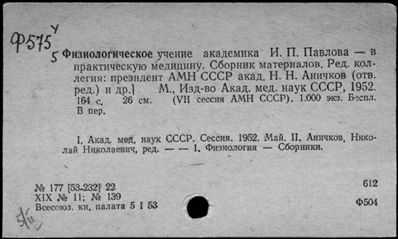 Ф575
5
Физиологическое учение академика И. П. Павлова — в
практическую медицину. Сборник материалов. Ред. кол-
легия: президент АМН СССР акад. Н. Н. Аничков (отв.
ред.) и др.] М., Изд-во Акад. мед. наук СССР, 1952.
164 с. 26 см. (VII сессия АМН СССР). 1.000 экз. Беспл.
В пер.
I. Акад. мед. наук СССР. Сессия. 1952. Май. II. Аничков, Нико-
лай Николаевич, ред. — — 1. Физиология — Сборники.
№ 177 [53-232] 22
612
XIX № 11; № 139
Всесоюз. кн. палата 5 I 53
Ф504